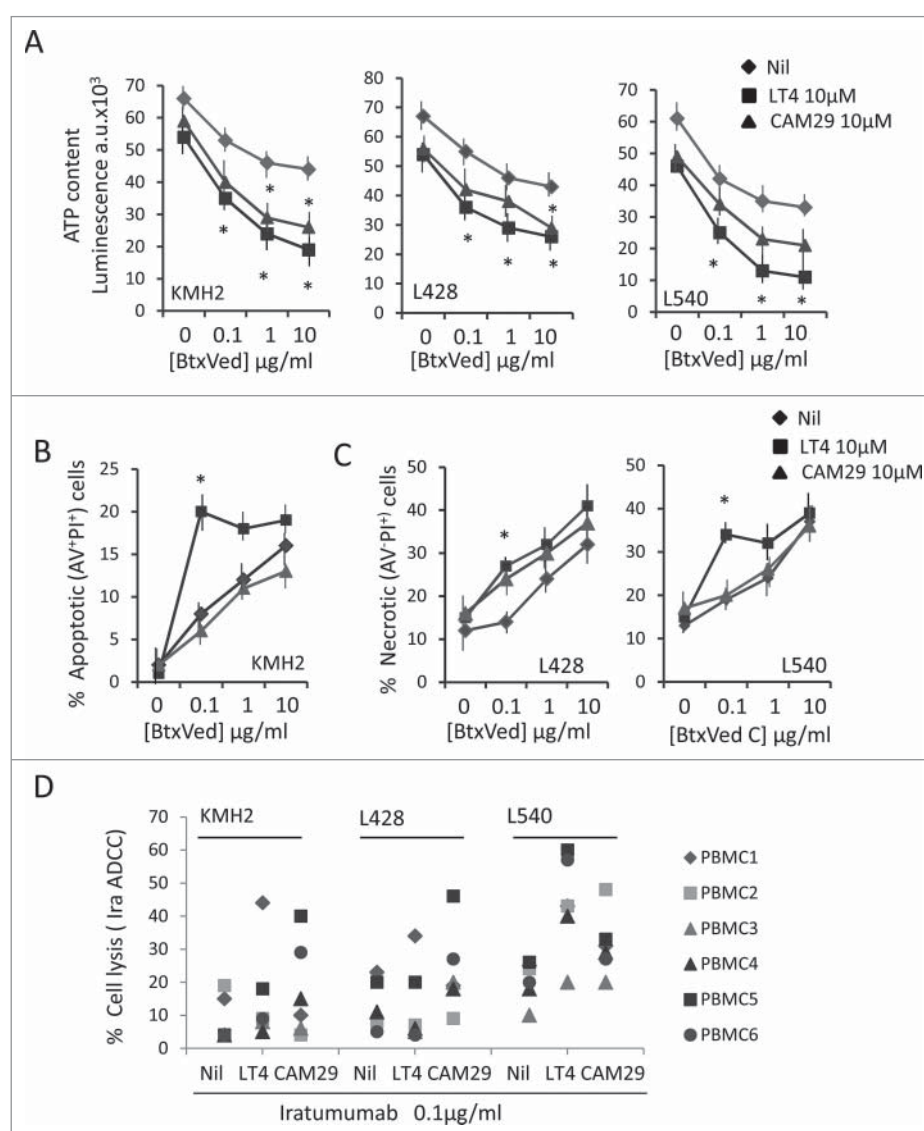 A
Nil
LT4 10µM
CAM29 10µM
ATP content
Luminescence a.u.x10³
70
60
50
40
30
20
10
0
*
*
*
*
*
KMH2
0 0.1 1 10
[BtxVed] µg/ml
80
70
60
50
40
30
20
10
0
*
*
*
*
L428
0 0.1 1 10
[BtxVed] µg/ml
70
60
50
40
30
20
10
0
*
*
*
L540
0 0.1 1 10
[BtxVed] µg/ml
B
% Apoptotic (AV⁺PI⁺) cells
25
20
15
10
5
0
*
KMH2
0 0.1 1 10
[BtxVed] µg/ml
C
Nil
LT4 10µM
CAM29 10µM
% Necrotic (AV⁻PI⁺⁾ cells
50
40
30
20
10
0
*
L428
0 0.1 1 10
[BtxVed] µg/ml
50
40
30
20
10
0
*
L540
0 0.1 1 10
[BtxVed C] µg/ml
D
% Cell lysis ( Ira ADCC)
70
60
50
40
30
20
10
0
KMH2
L428
L540
PBMC1
PBMC2
PBMC3
PBMC4
PBMC5
PBMC6
Nil LT4 CAM29 Nil LT4 CAM29 Nil LT4 CAM29
Iratumumab 0.1µg/ml